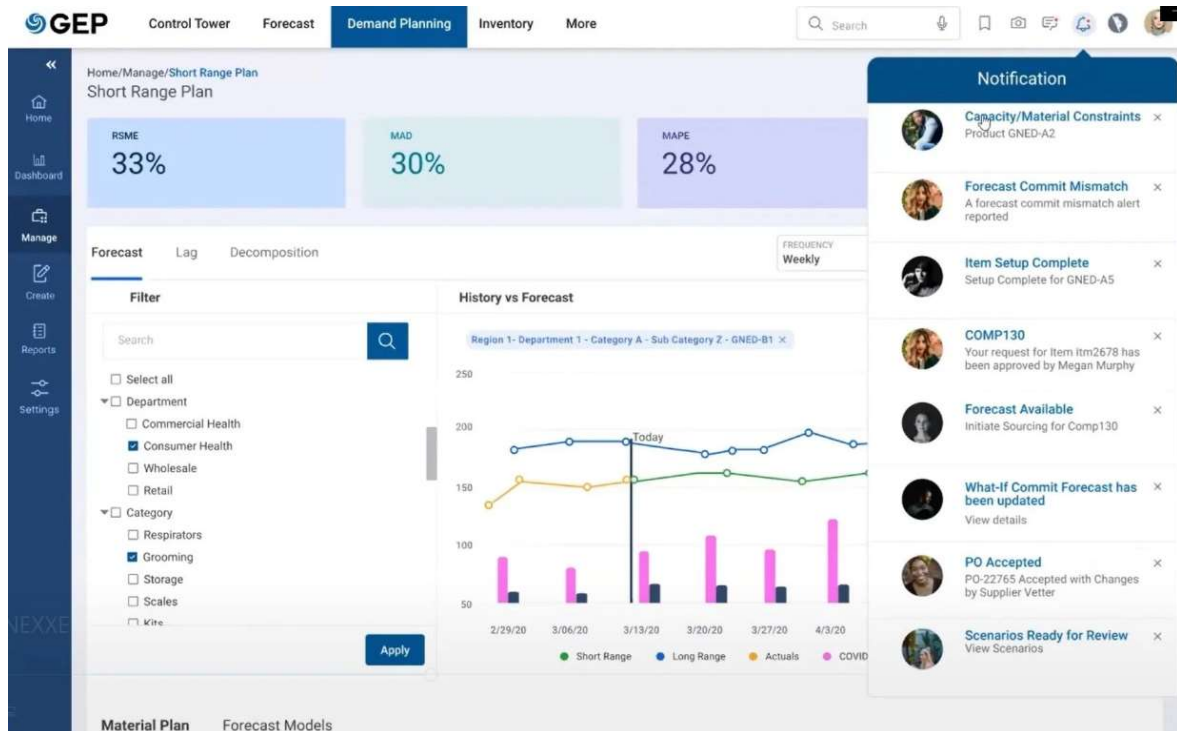 GEP
Control Tower
Forecast
Demand Planning
Inventory
More
Search
Home/Manage/Short Range Plan
Short Range Plan
Home
Dashboard
Manage
Create
Reports
Settings
NEXXE
RSME
33%
MAD
30%
MAPE
28%
Forecast
Lag
Decomposition
FREQUENCY
Weekly
Filter
Search
Select all
Department
Commercial Health
Consumer Health
Wholesale
Retail
Category
Respirators
Grooming
Storage
Scales
Kits
Apply
History vs Forecast
Region 1- Department 1 - Category A - Sub Category Z - GNED-B1 ×
250
200
150
100
50
Today
2/29/20 3/06/20 3/13/20 3/20/20 3/27/20 4/3/20
Short Range Long Range Actuals COVID
Material Plan
Forecast Models
Notification
Capacity/Material Constraints
Product GNED-A2
Forecast Commit Mismatch
A forecast commit mismatch alert
reported
Item Setup Complete
Setup Complete for GNED-A5
COMP130
Your request for Item itm2678 has
been approved by Megan Murphy
Forecast Available
Initiate Sourcing for Comp130
What-If Commit Forecast has
been updated
View details
PO Accepted
PO-22765 Accepted with Changes
by Supplier Vetter
Scenarios Ready for Review
View Scenarios